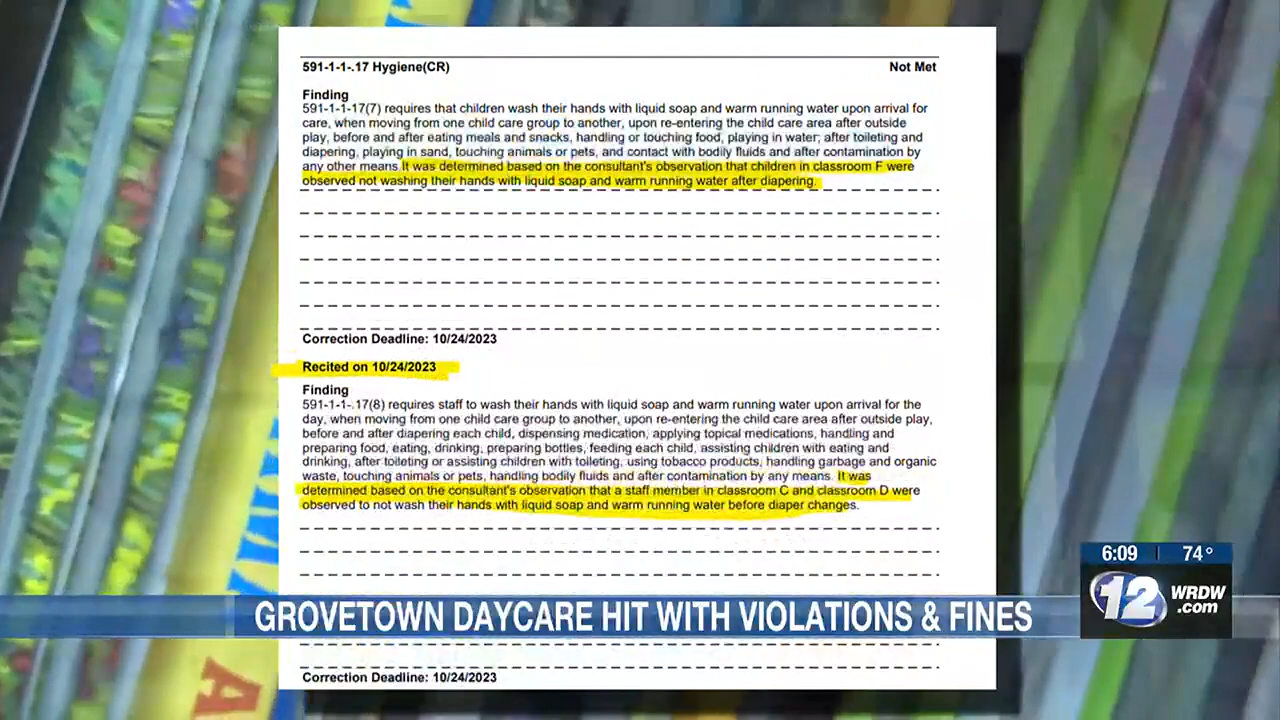 591-1-1-.17 Hygiene(CR) Not Met
Finding
591-1-1-17(7) requires that children wash their hands with liquid soap and warm running water upon arrival for
care, when moving from one child care group to another, upon re-entering the child care area after outside
play, before and after eating meals and snacks, handling or touching food, playing in water; after toileting and
diapering, playing in sand, touching animals or pets, and contact with bodily fluids and after contamination by
any other means.It was determined based on the consultant's observation that children in classroom F were
observed not washing their hands with liquid soap and warm running water after diapering.
Correction Deadline: 10/24/2023
Recited on 10/24/2023
Finding
591-1-1-.17(8) requires staff to wash their hands with liquid soap and warm running water upon arrival for the
day, when moving from one child care group to another, upon re-entering the child care area after outside play,
before and after diapering each child, dispensing medication, applying topical medications, handling and
preparing food, eating, drinking, preparing bottles, feeding each child, assisting children with eating and
drinking, after toileting or assisting children with toileting, using tobacco products, handling garbage and organic
waste, touching animals or pets, handling bodily fluids and after contamination by any means. It was
determined based on the consultant's observation that a staff member in classroom C and classroom D were
observed to not wash their hands with liquid soap and warm running water before diaper changes.
6:09 74°
12 WRDW
.com
GROVETOWN DAYCARE HIT WITH VIOLATIONS & FINES
Correction Deadline: 10/24/2023